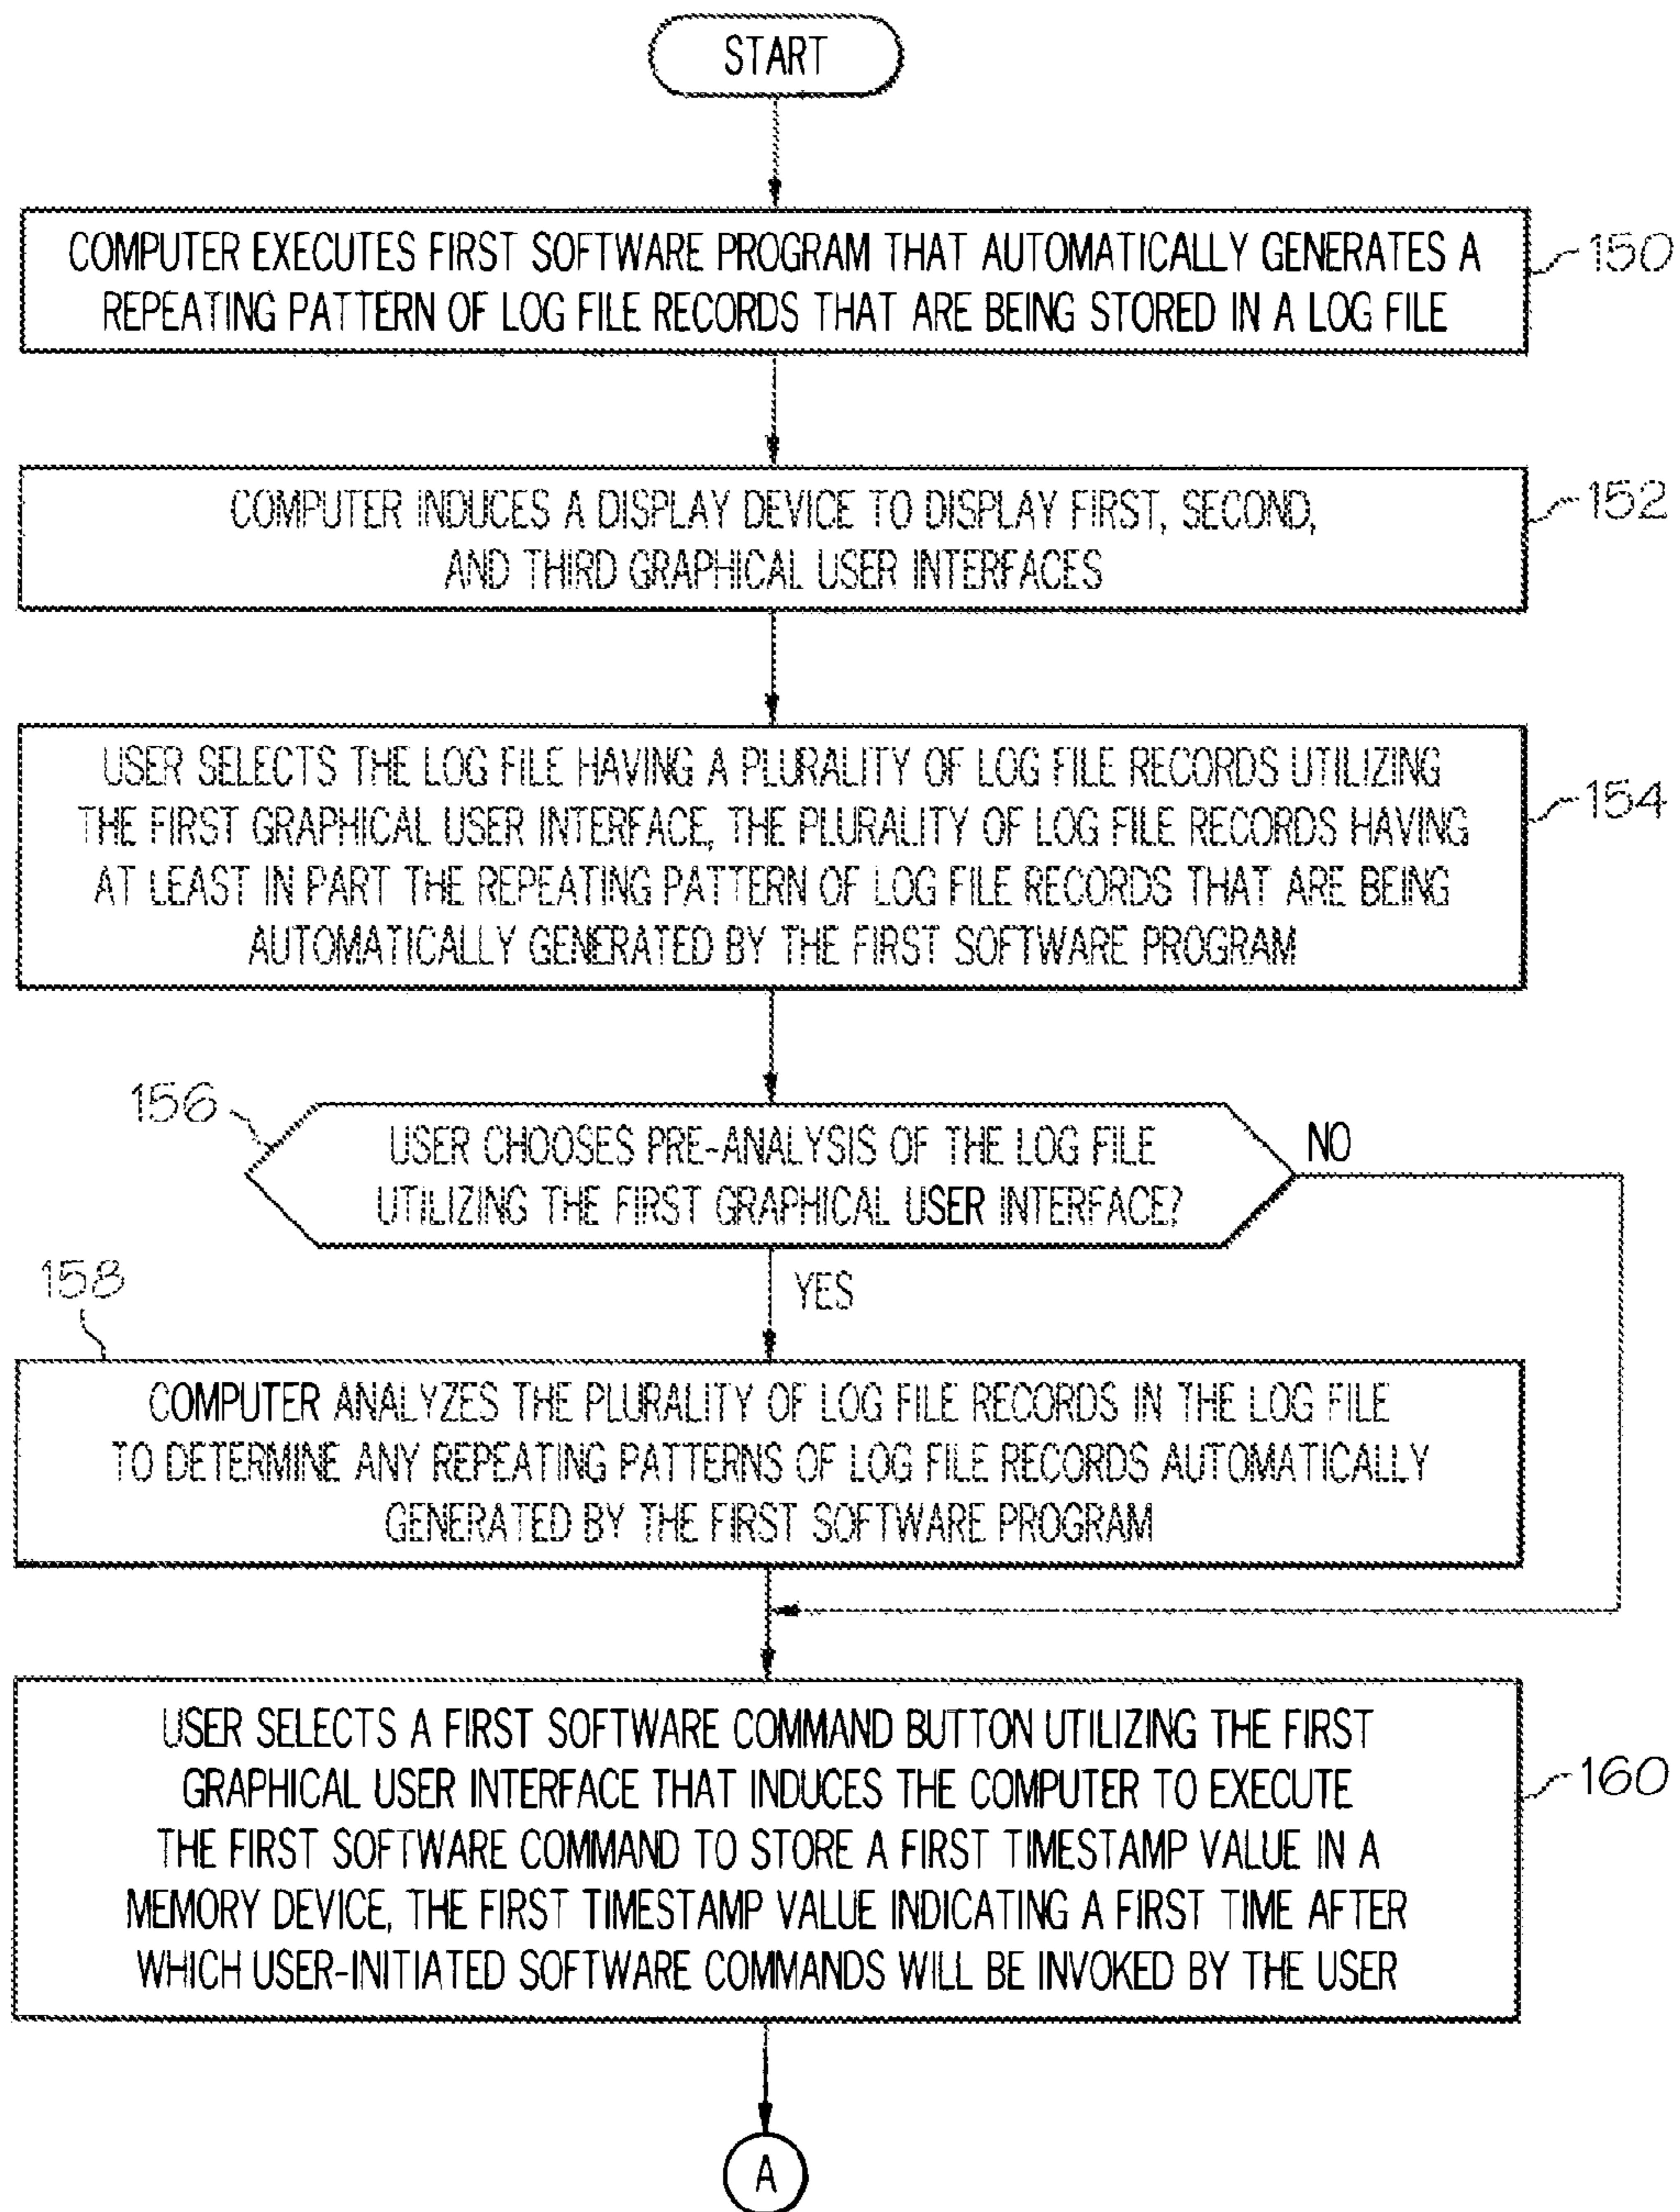 START
COMPUTER EXECUTES FIRST SOFTWARE PROGRAM THAT AUTOMATICALLY GENERATES A
REPEATING PATTERN OF LOG FILE RECORDS THAT ARE BEING STORED IN A LOG FILE
150
COMPUTER INDUCES A DISPLAY DEVICE TO DISPLAY FIRST, SECOND,
AND THIRD GRAPHICAL USER INTERFACES
152
USER SELECTS THE LOG FILE HAVING A PLURALITY OF LOG FILE RECORDS UTILIZING
THE FIRST GRAPHICAL USER INTERFACE, THE PLURALITY OF LOG FILE RECORDS HAVING
AT LEAST IN PART THE REPEATING PATTERN OF LOG FILE RECORDS THAT ARE BEING
AUTOMATICALLY GENERATED BY THE FIRST SOFTWARE PROGRAM
154
156
USER CHOOSES PRE-ANALYSIS OF THE LOG FILE
UTILIZING THE FIRST GRAPHICAL USER INTERFACE?
NO
YES
158
COMPUTER ANALYZES THE PLURALITY OF LOG FILE RECORDS IN THE LOG FILE
TO DETERMINE ANY REPEATING PATTERNS OF LOG FILE RECORDS AUTOMATICALLY
GENERATED BY THE FIRST SOFTWARE PROGRAM
USER SELECTS A FIRST SOFTWARE COMMAND BUTTON UTILIZING THE FIRST
GRAPHICAL USER INTERFACE THAT INDUCES THE COMPUTER TO EXECUTE
THE FIRST SOFTWARE COMMAND TO STORE A FIRST TIMESTAMP VALUE IN A
MEMORY DEVICE, THE FIRST TIMESTAMP VALUE INDICATING A FIRST TIME AFTER
WHICH USER-INITIATED SOFTWARE COMMANDS WILL BE INVOKED BY THE USER
160
A